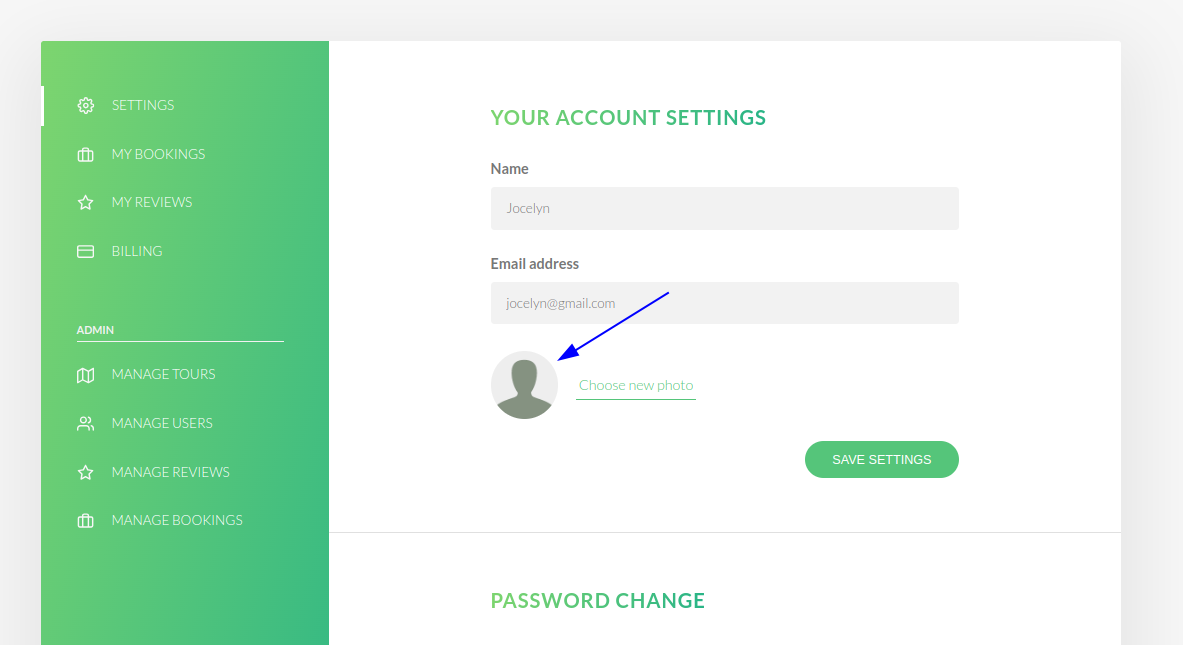 SETTINGS
MY BOOKINGS
MY REVIEWS
BILLING
ADMIN
MANAGE TOURS
MANAGE USERS
MANAGE REVIEWS
MANAGE BOOKINGS
YOUR ACCOUNT SETTINGS
Name
Jocelyn
Email address
jocelyn@gmail.com
Choose new photo
SAVE SETTINGS
PASSWORD CHANGE